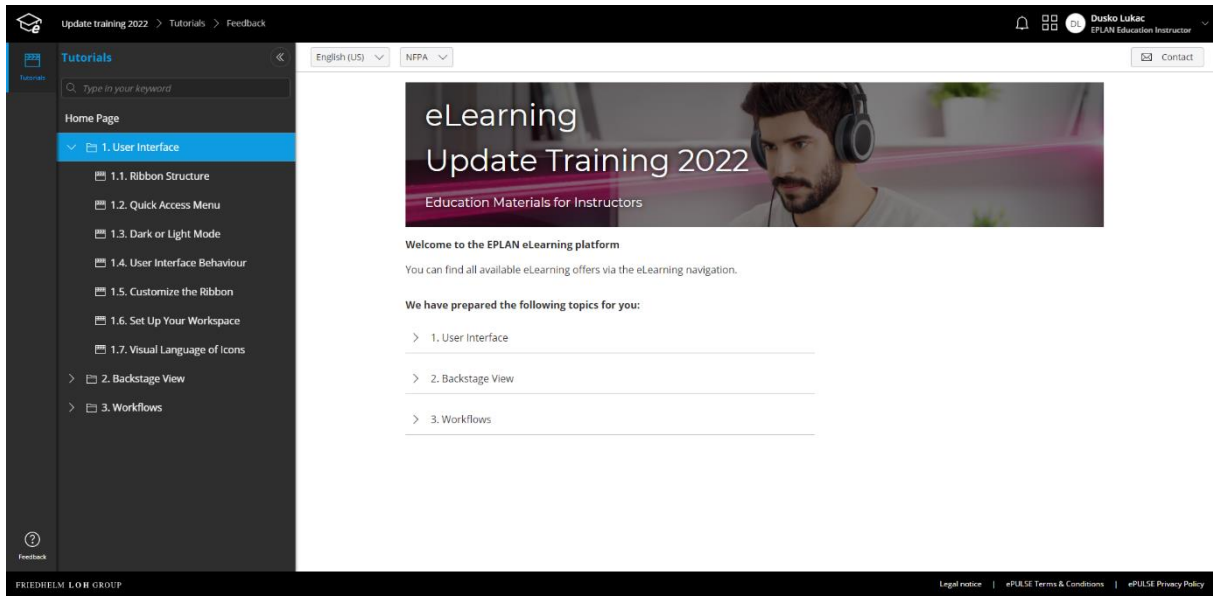 Update training 2022 > Tutorials > Feedback
DL
Dusko Lukac
EPLAN Education Instructor
Tutorials
Tutorials
Type in your keyword
Home Page
1. User Interface
1.1. Ribbon Structure
1.2. Quick Access Menu
1.3. Dark or Light Mode
1.4. User Interface Behaviour
1.5. Customize the Ribbon
1.6. Set Up Your Workspace
1.7. Visual Language of Icons
2. Backstage View
3. Workflows
Feedback
English (US)
NFPA
Contact
eLearning
Update Training 2022
Education Materials for Instructors
Welcome to the EPLAN eLearning platform
You can find all available eLearning offers via the eLearning navigation.
We have prepared the following topics for you:
1. User Interface
2. Backstage View
3. Workflows
FRIEDHELM LOH GROUP
Legal notice | ePULSE Terms & Conditions | ePULSE Privacy Policy